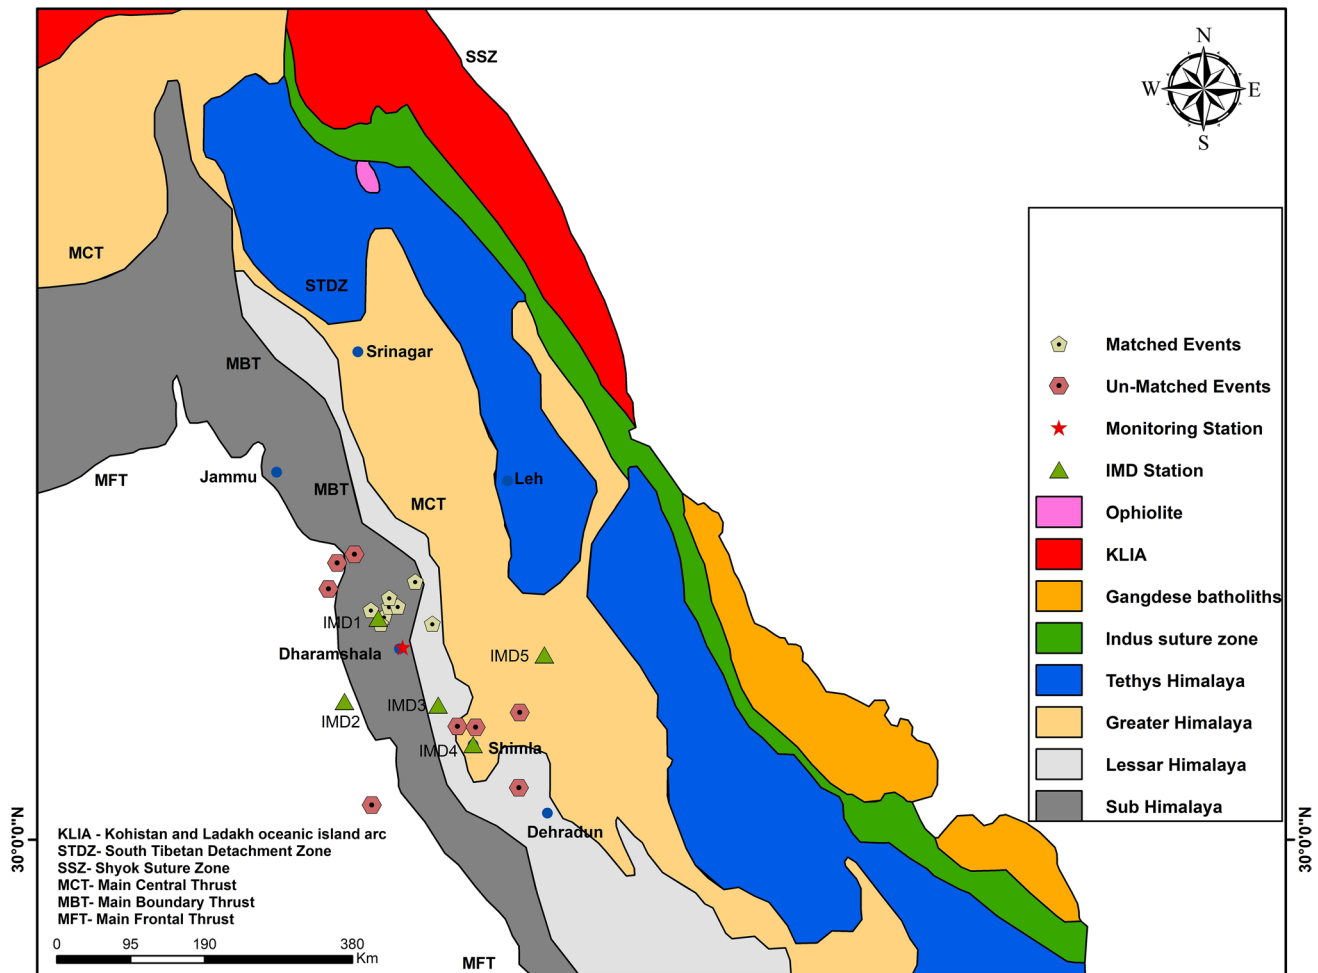 SSZ
N
W
E
S
MCT
STDZ
Srinagar
MBT
Jammu
MFT
MBT
MCT
Leh
IMD1
Dharamshala
IMD5
IMD2
IMD3
IMD4
Shimla
Dehradun
MFT
Matched Events
Un-Matched Events
Monitoring Station
IMD Station
Ophiolite
KLIA
Gangdese batholiths
Indus suture zone
Tethys Himalaya
Greater Himalaya
Lessar Himalaya
Sub Himalaya
30°0'0"N
30°0'0"N
KLIA - Kohistan and Ladakh oceanic island arc
STDZ- South Tibetan Detachment Zone
SSZ- Shyok Suture Zone
MCT- Main Central Thrust
MBT- Main Boundary Thrust
MFT- Main Frontal Thrust
0 95 190 380
Km